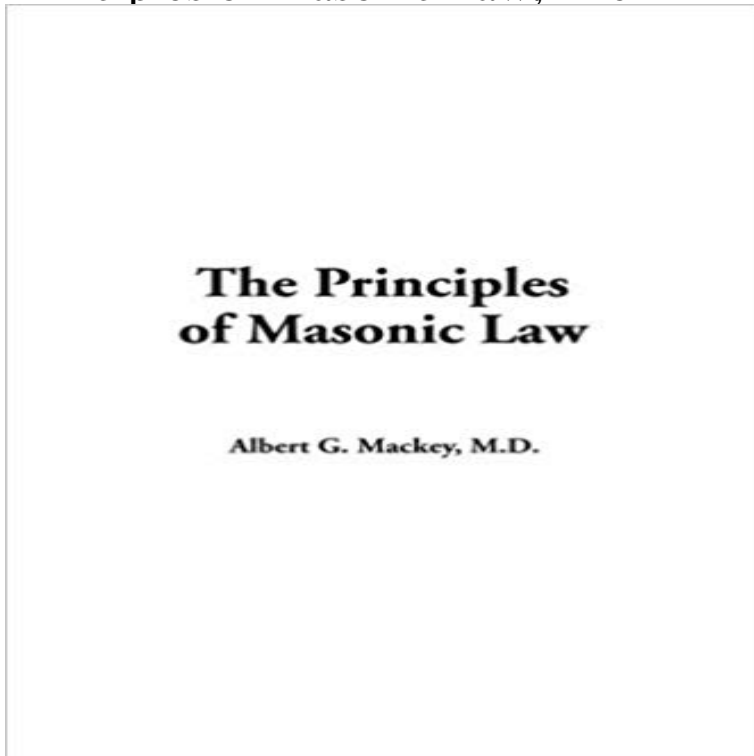 The Principles
of Masonic Law
Albert G. Mackey, M.D.